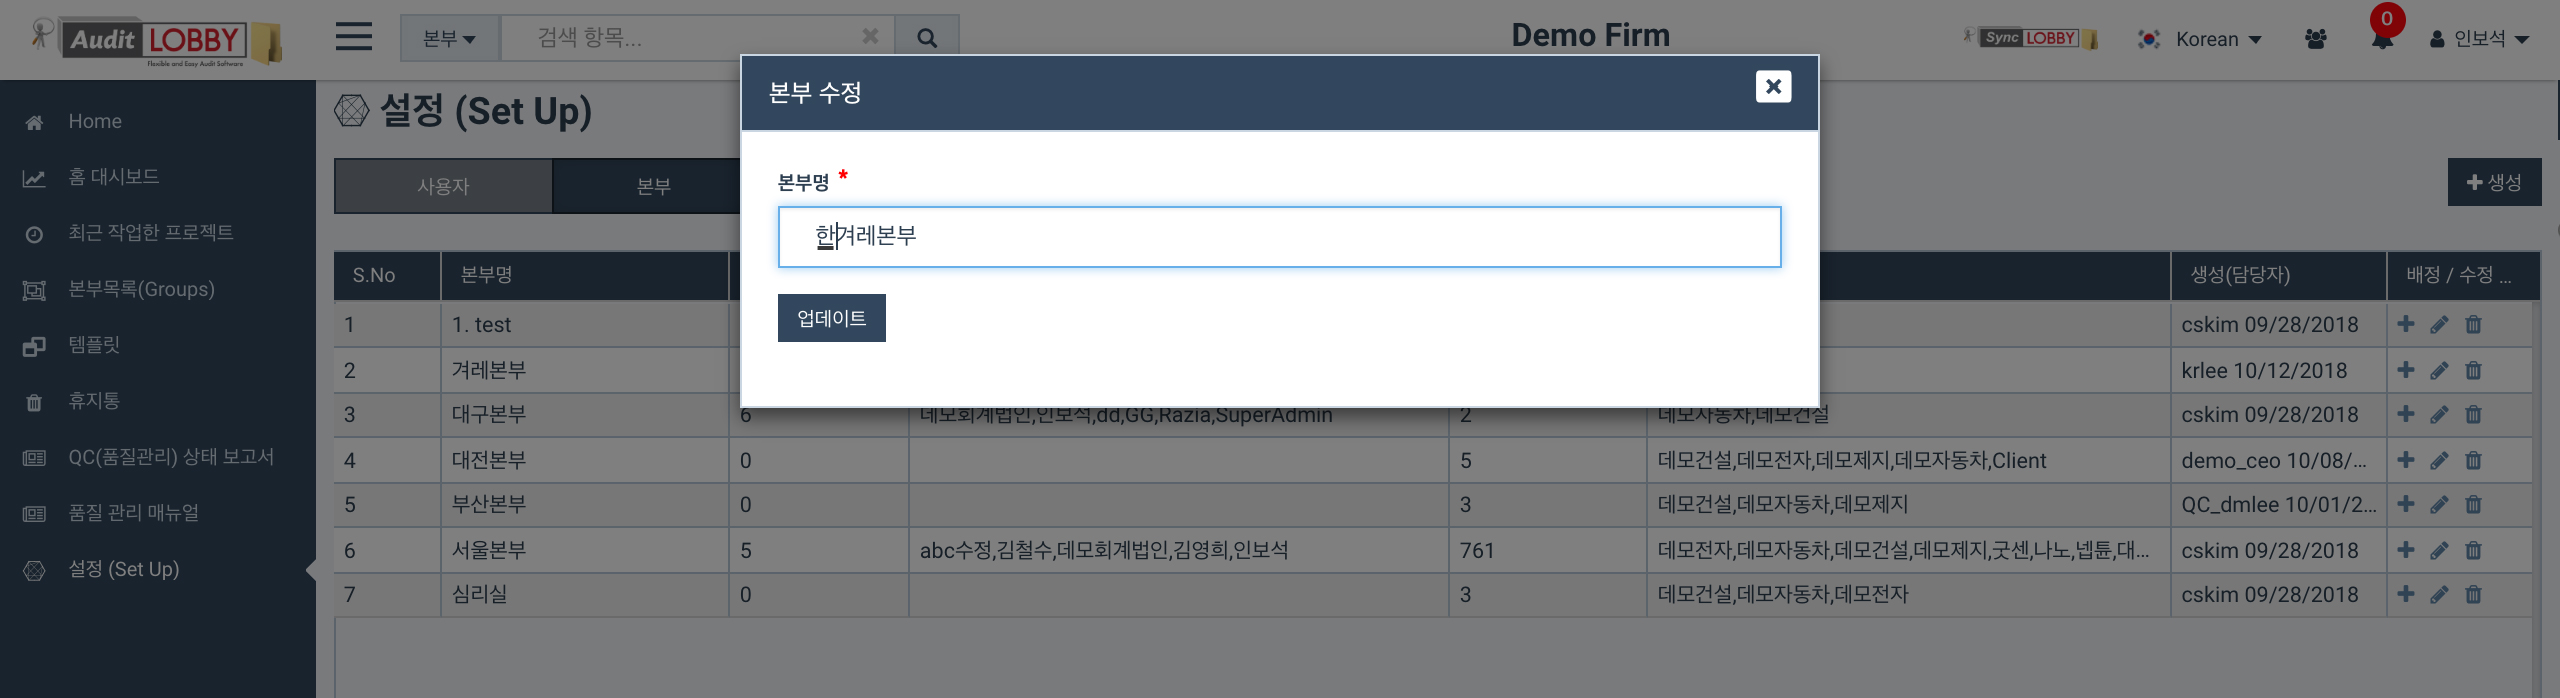 Audit LOBBY
Flexible and Easy Audit Software
본부
검색 항목...
Demo Firm
Sync LOBBY
Korean
0
인보석
Home
홈 대시보드
최근 작업한 프로젝트
본부목록(Groups)
템플릿
휴지통
QC(품질관리) 상태 보고서
품질 관리 매뉴얼
설정 (Set Up)
설정 (Set Up)
사용자
본부
생성
본부 수정
본부명 *
한겨레본부
업데이트
S.No 본부명 생성(담당자) 배정 / 수정 ...
1 1. test cskim 09/28/2018
2 겨레본부 krlee 10/12/2018
3 대구본부 6 데모회계법인,인보석,dd,GG,Razia,SuperAdmin 2 데모자동차,데모건설 cskim 09/28/2018
4 대전본부 0 5 데모건설,데모전자,데모제지,데모자동차,Client demo_ceo 10/08/...
5 부산본부 0 3 데모건설,데모자동차,데모제지 QC_dmlee 10/01/2...
6 서울본부 5 abc수정,김철수,데모회계법인,김영희,인보석 761 데모전자,데모자동차,데모건설,데모제지,굿센,나노,넵튠,대... cskim 09/28/2018
7 심리실 0 3 데모건설,데모자동차,데모전자 cskim 09/28/2018